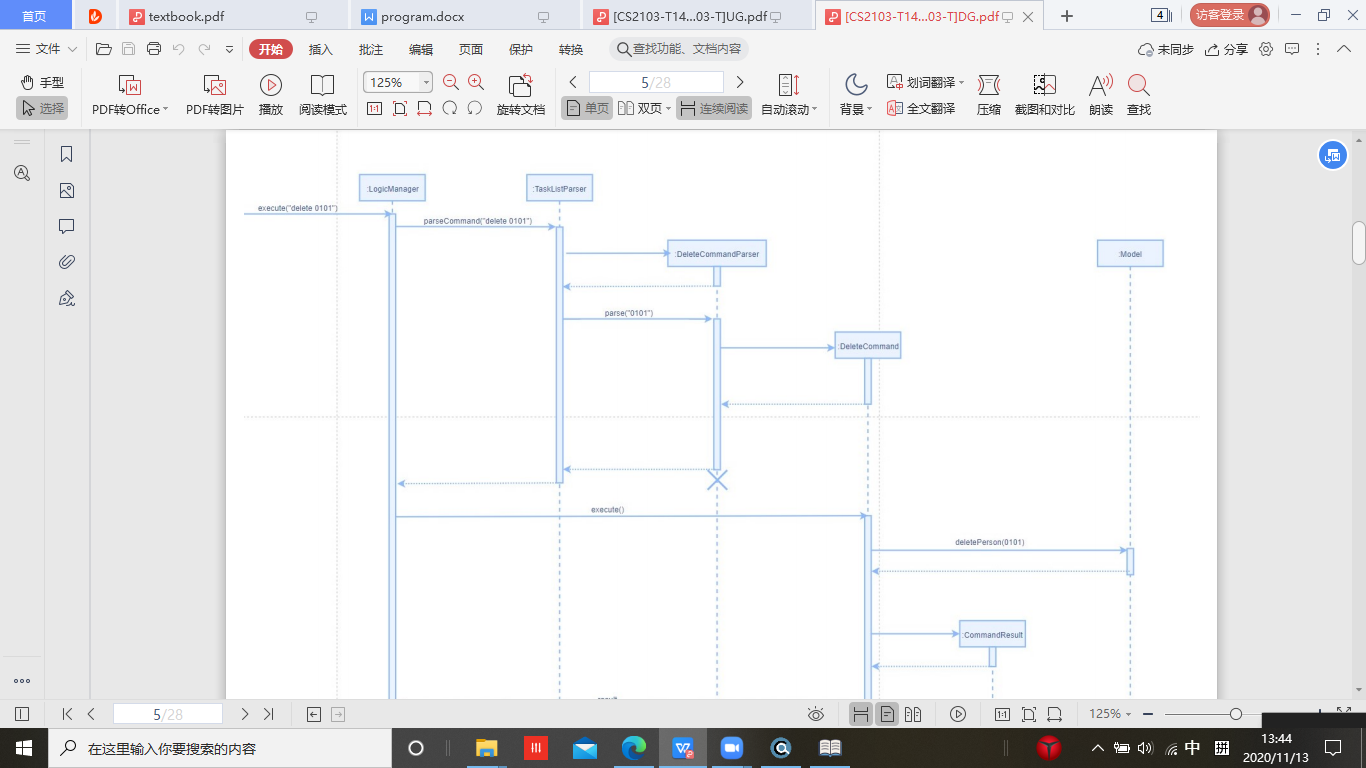 首页
textbook.pdf
program.docx
[CS2103-T14...03-T]UG.pdf
[CS2103-T14...03-T]DG.pdf
4
访客登录
文件
开始
插入
批注
编辑
页面
保护
转换
查找功能、文档内容
未同步
分享
手型
选择
PDF转Office
PDF转图片
播放
阅读模式
125%
旋转文档
5/28
单页
双页
连续阅读
自动滚动
背景
划词翻译
全文翻译
压缩
截图和对比
朗读
查找
:LogicManager
:TaskListParser
execute("delete 0101")
parseCommand("delete 0101")
:DeleteCommandParser
:Model
parse("0101")
:DeleteCommand
execute()
deletePerson(0101)
:CommandResult
5/28
125%
在这里输入你要搜索的内容
中
拼
13:44
2020/11/13